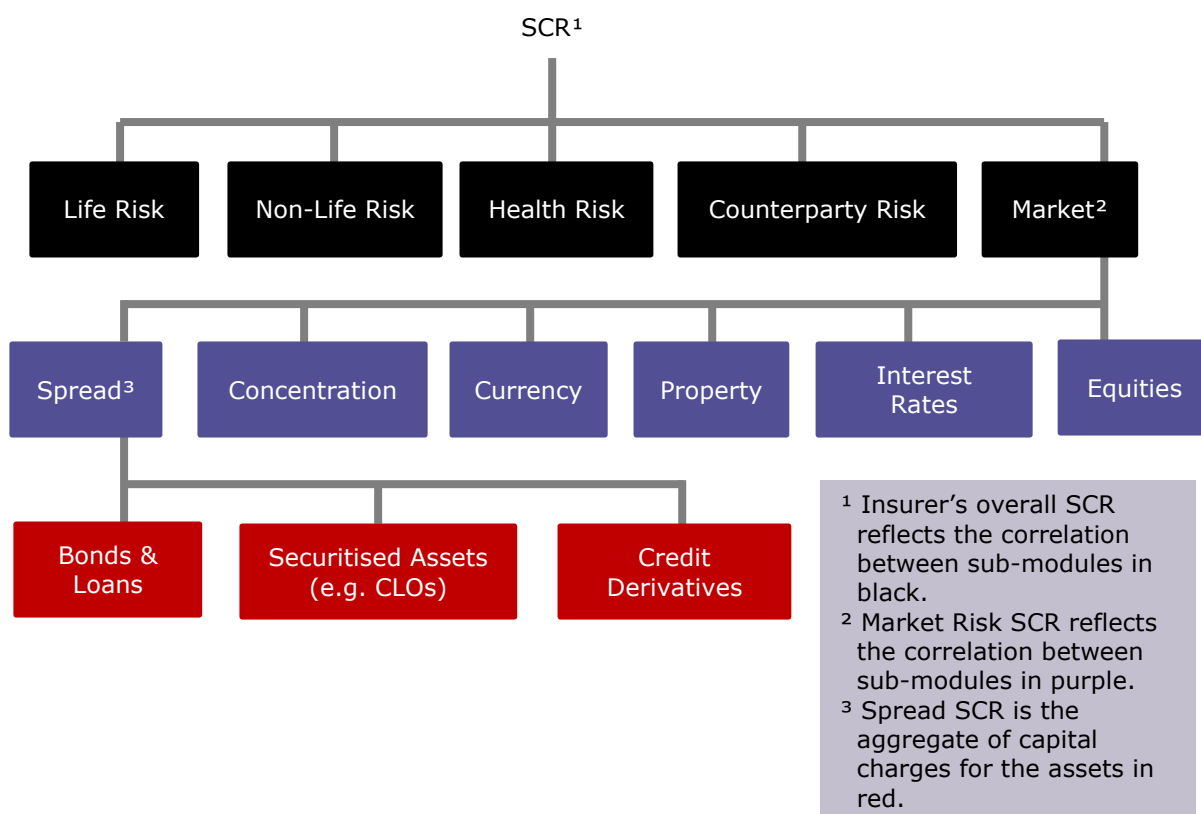 SCR¹
Life Risk
Non-Life Risk
Health Risk
Counterparty Risk
Market²
Spread³
Concentration
Currency
Property
Interest
Rates
Equities
Bonds &
Loans
Securitised Assets
(e.g. CLOs)
Credit
Derivatives
¹ Insurer’s overall SCR
reflects the correlation
between sub-modules in
black.
² Market Risk SCR reflects
the correlation between
sub-modules in purple.
³ Spread SCR is the
aggregate of capital
charges for the assets in
red.